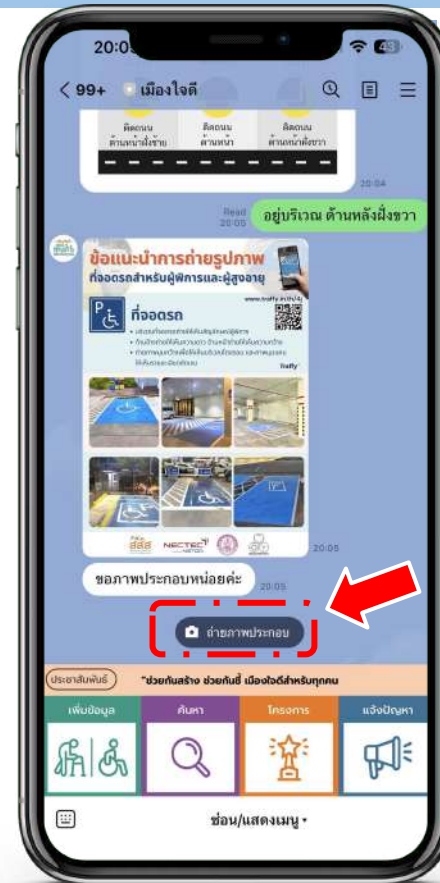 20:0
43
99+
เมืองใจดี
ติดถนน
ด้านหน้าฝั่งซ้าย
ติดถนน
ด้านหน้า
ติดถนน
ด้านหน้าฝั่งขวา
20:04
Read
20:05
อยู่บริเวณ ด้านหลังฝั่งขวา
ข้อแนะนำการถ่ายรูปภาพ
ที่จอดรถสำหรับผู้พิการและผู้สูงอายุ
P
ที่จอดรถ
Traffy
สสส
NECTEC
20:05
ขอภาพประกอบหน่อยค่ะ
20:05
ถ่ายภาพประกอบ
ประชาสัมพันธ์
"ช่วยกันสร้าง ช่วยกันชี้ เมืองใจดีสำหรับทุกคน
เพิ่มข้อมูล
ค้นหา
โครงการ
แจ้งปัญหา
ซ่อน/แสดงเมนู